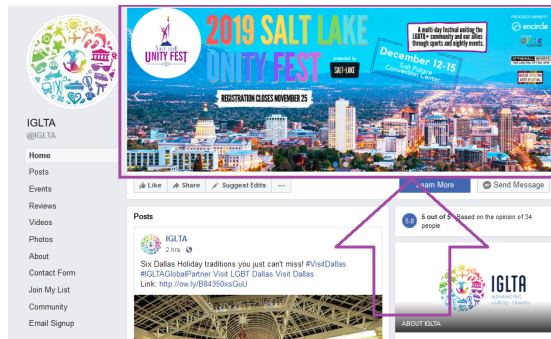 SALT LAKE
UNITY FEST
2019 SALT LAKE
UNITY FEST
presented by
SALT-LAKE
REGISTRATION CLOSES NOVEMBER 25
A multi-day festival uniting the
LGBTQ+ community and our allies
through sports and nightly events.
December 12-15
Salt Palace
Convention Center
PROCEEDS BENEFIT:
encircle
CENTER
IGLTA
@IGLTA
Home
Posts
Events
Reviews
Videos
Photos
About
Contact Form
Join My List
Community
Email Signup
Like Share Suggest Edits ...
Learn More Send Message
Posts
IGLTA
2 hrs ·
Six Dallas Holiday traditions you just can't miss! #VisitDallas
#IGLTAGlobalPartner Visit LGBT Dallas Visit Dallas
Link: http://ow.ly/B84350xsGuU
5.0 5 out of 5 · Based on the opinion of 34
people
IGLTA
ADVANCING
LGBTQ+ TRAVEL
ABOUT IGLTA